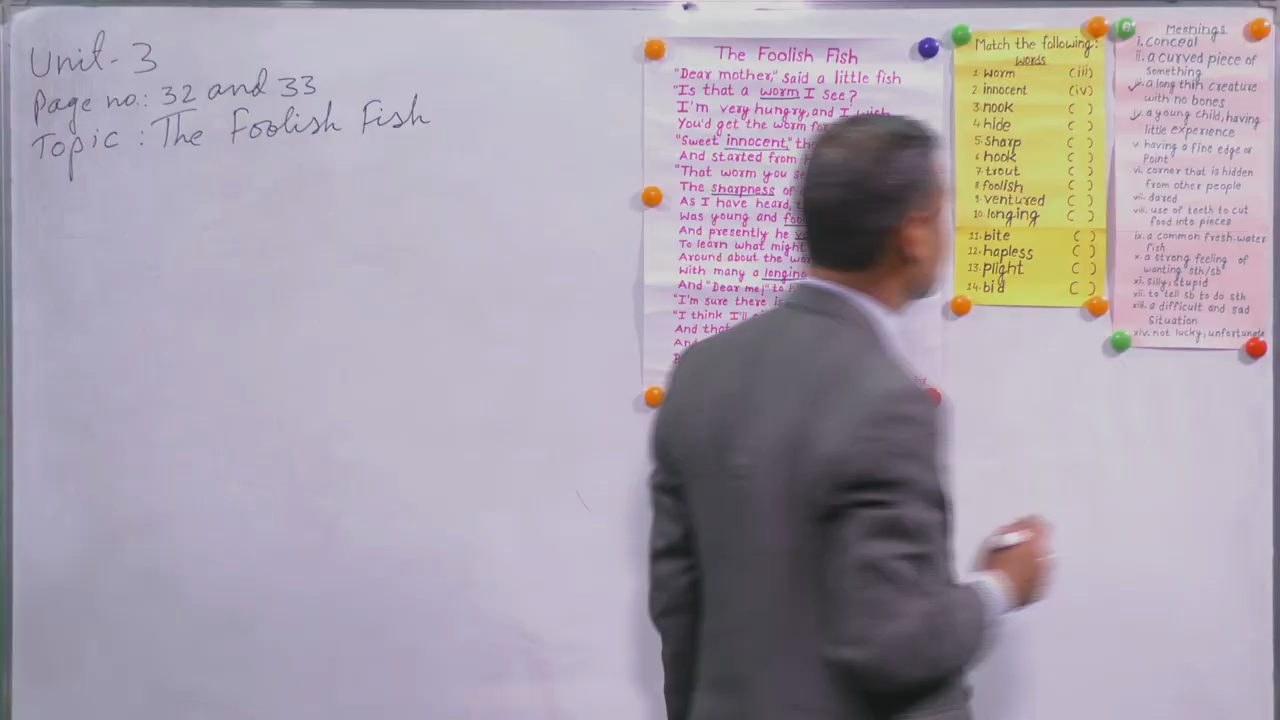 Unit- 3
Page no.: 32 and 33
Topic : The Foolish Fish
The Foolish Fish
"Dear mother," said a little fish
"Is that a worm I see?
I'm very hungry, and I wish
You'd get the worm for
"Sweet innocent,"
And started from
"That worm you
The sharpness of
As I have heard,
Was young and
And presently he
To learn what might
Around about the
With many a longing
And "Dear me," to
"I'm sure there is
"I think I'll
And that
Match the following:
words
1. worm (iii)
2. innocent (iv)
3. nook ( )
4. hide ( )
5. sharp ( )
6. hook ( )
7. trout ( )
8. foolish ( )
9. ventured ( )
10. longing ( )
11. bite ( )
12. hapless ( )
13. plight ( )
14. bid ( )
Meanings
i. conceal
ii. a curved piece of
something
iii. a long thin creature
with no bones
a young child, having
little experience
v. having a fine edge or
Point
vi. corner that is hidden
from other people
vii. dared
viii. use of teeth to cut
food into pieces
ix. a common fresh-water
fish
x. a strong feeling of
wanting sth/sb
xi. silly, stupid
xii. to tell sb to do sth
xiii. a difficult and sad
Situation
xiv. not lucky, unfortunate